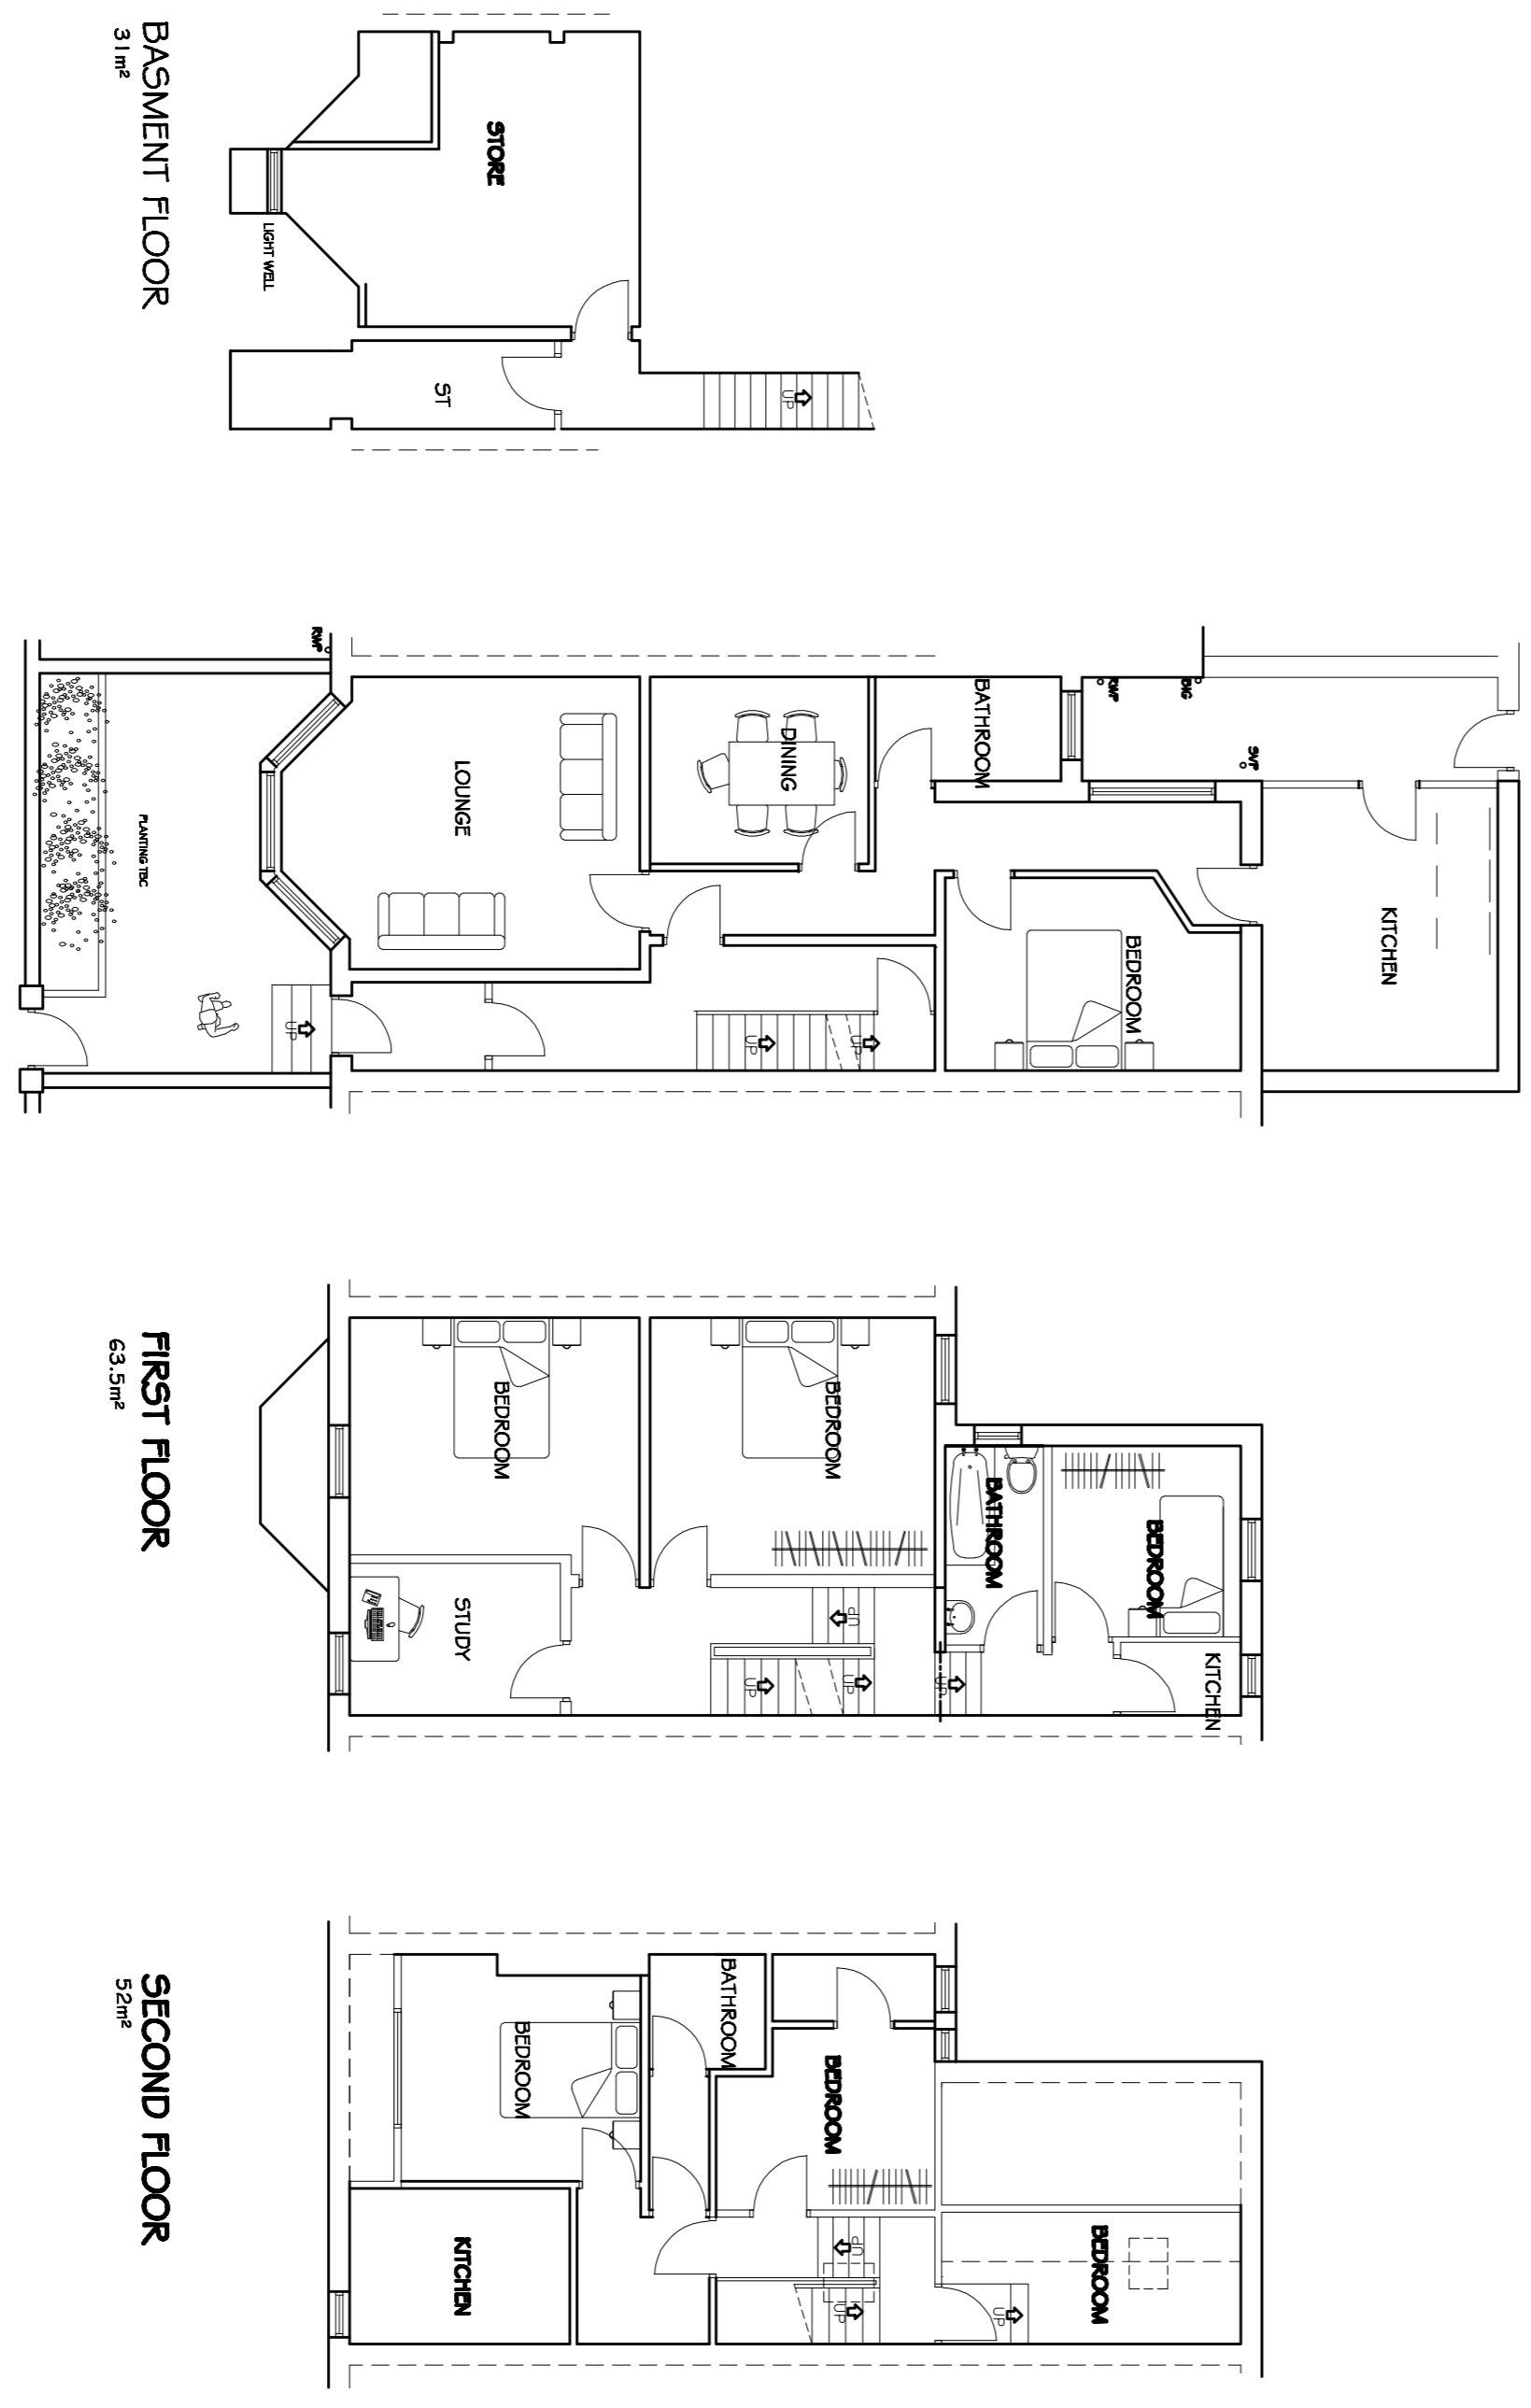 BASMENT FLOOR
31m²
STORE
LIGHT WELL
ST
UP
RWP
PLANTING TBC
LOUNGE
DINING
BATHROOM
RWP
BIG
SVP
KITCHEN
BEDROOM
UP
UP
UP
FIRST FLOOR
63.5m²
BEDROOM
BEDROOM
BATHROOM
BEDROOM
STUDY
KITCHEN
UP
UP
UP
UP
SECOND FLOOR
52m²
BEDROOM
BATHROOM
BEDROOM
KITCHEN
BEDROOM
UP
UP
UP